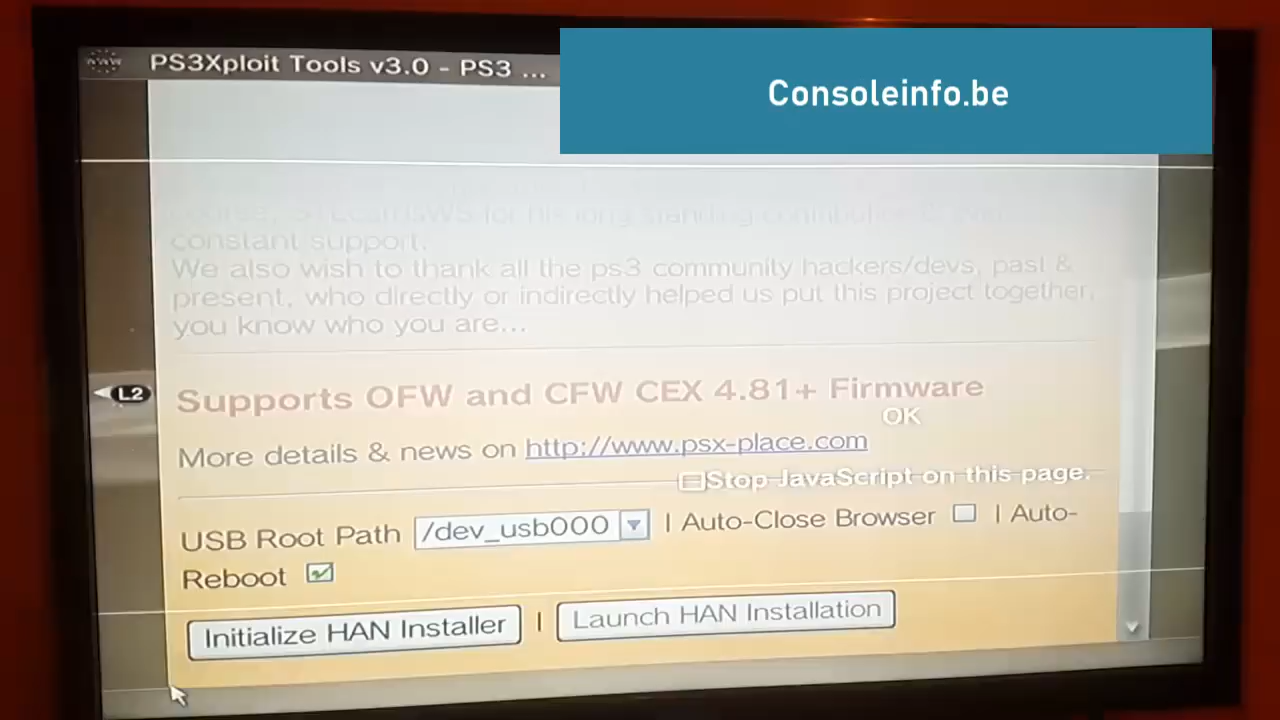 PS3Xploit Tools v3.0 - PS3 ...
Consoleinfo.be
for his long standing
constant support.
We also wish to thank all the ps3 community hackers/devs, past &
present, who directly or indirectly helped us put this project together,
you know who you are...
L2
Supports OFW and CFW CEX 4.81+ Firmware
OK
More details & news on http://www.psx-place.com
Stop JavaScript on this page.
USB Root Path /dev_usb000 | Auto-Close Browser | Auto-
Reboot
Initialize HAN Installer | Launch HAN Installation